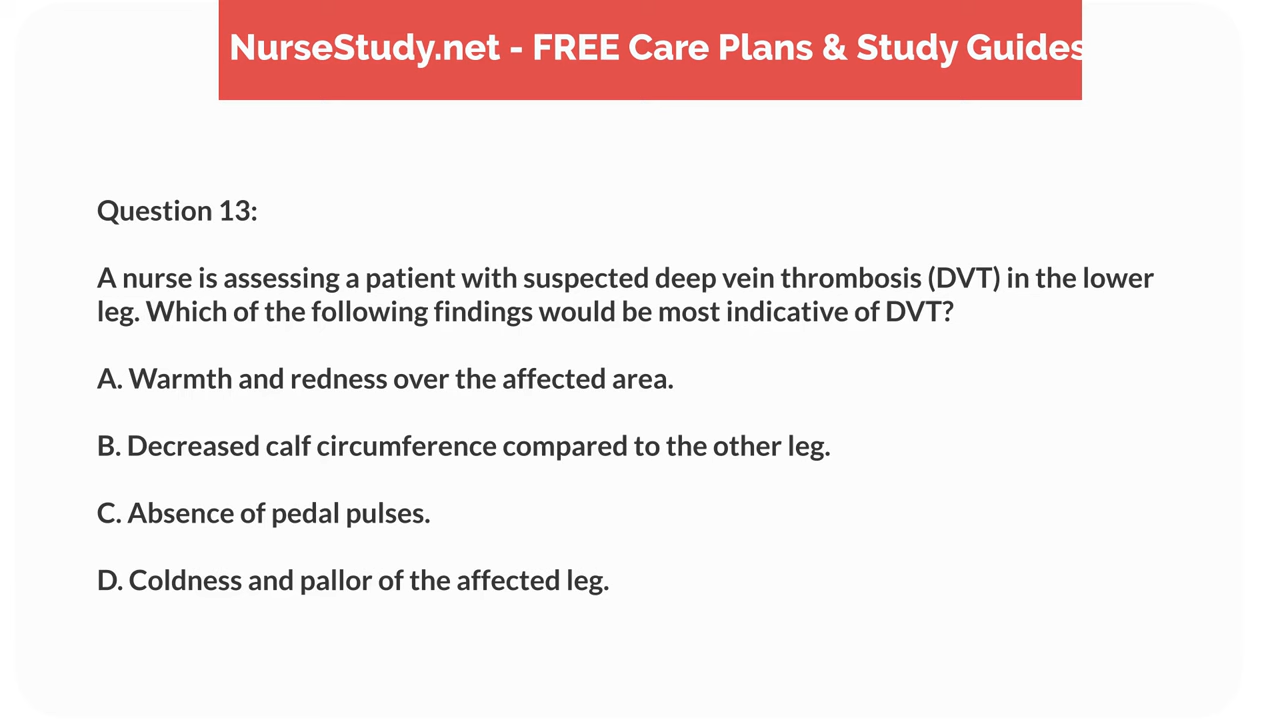 NurseStudy.net - FREE Care Plans & Study Guides
Question 13:
A nurse is assessing a patient with suspected deep vein thrombosis (DVT) in the lower
leg. Which of the following findings would be most indicative of DVT?
A. Warmth and redness over the affected area.
B. Decreased calf circumference compared to the other leg.
C. Absence of pedal pulses.
D. Coldness and pallor of the affected leg.